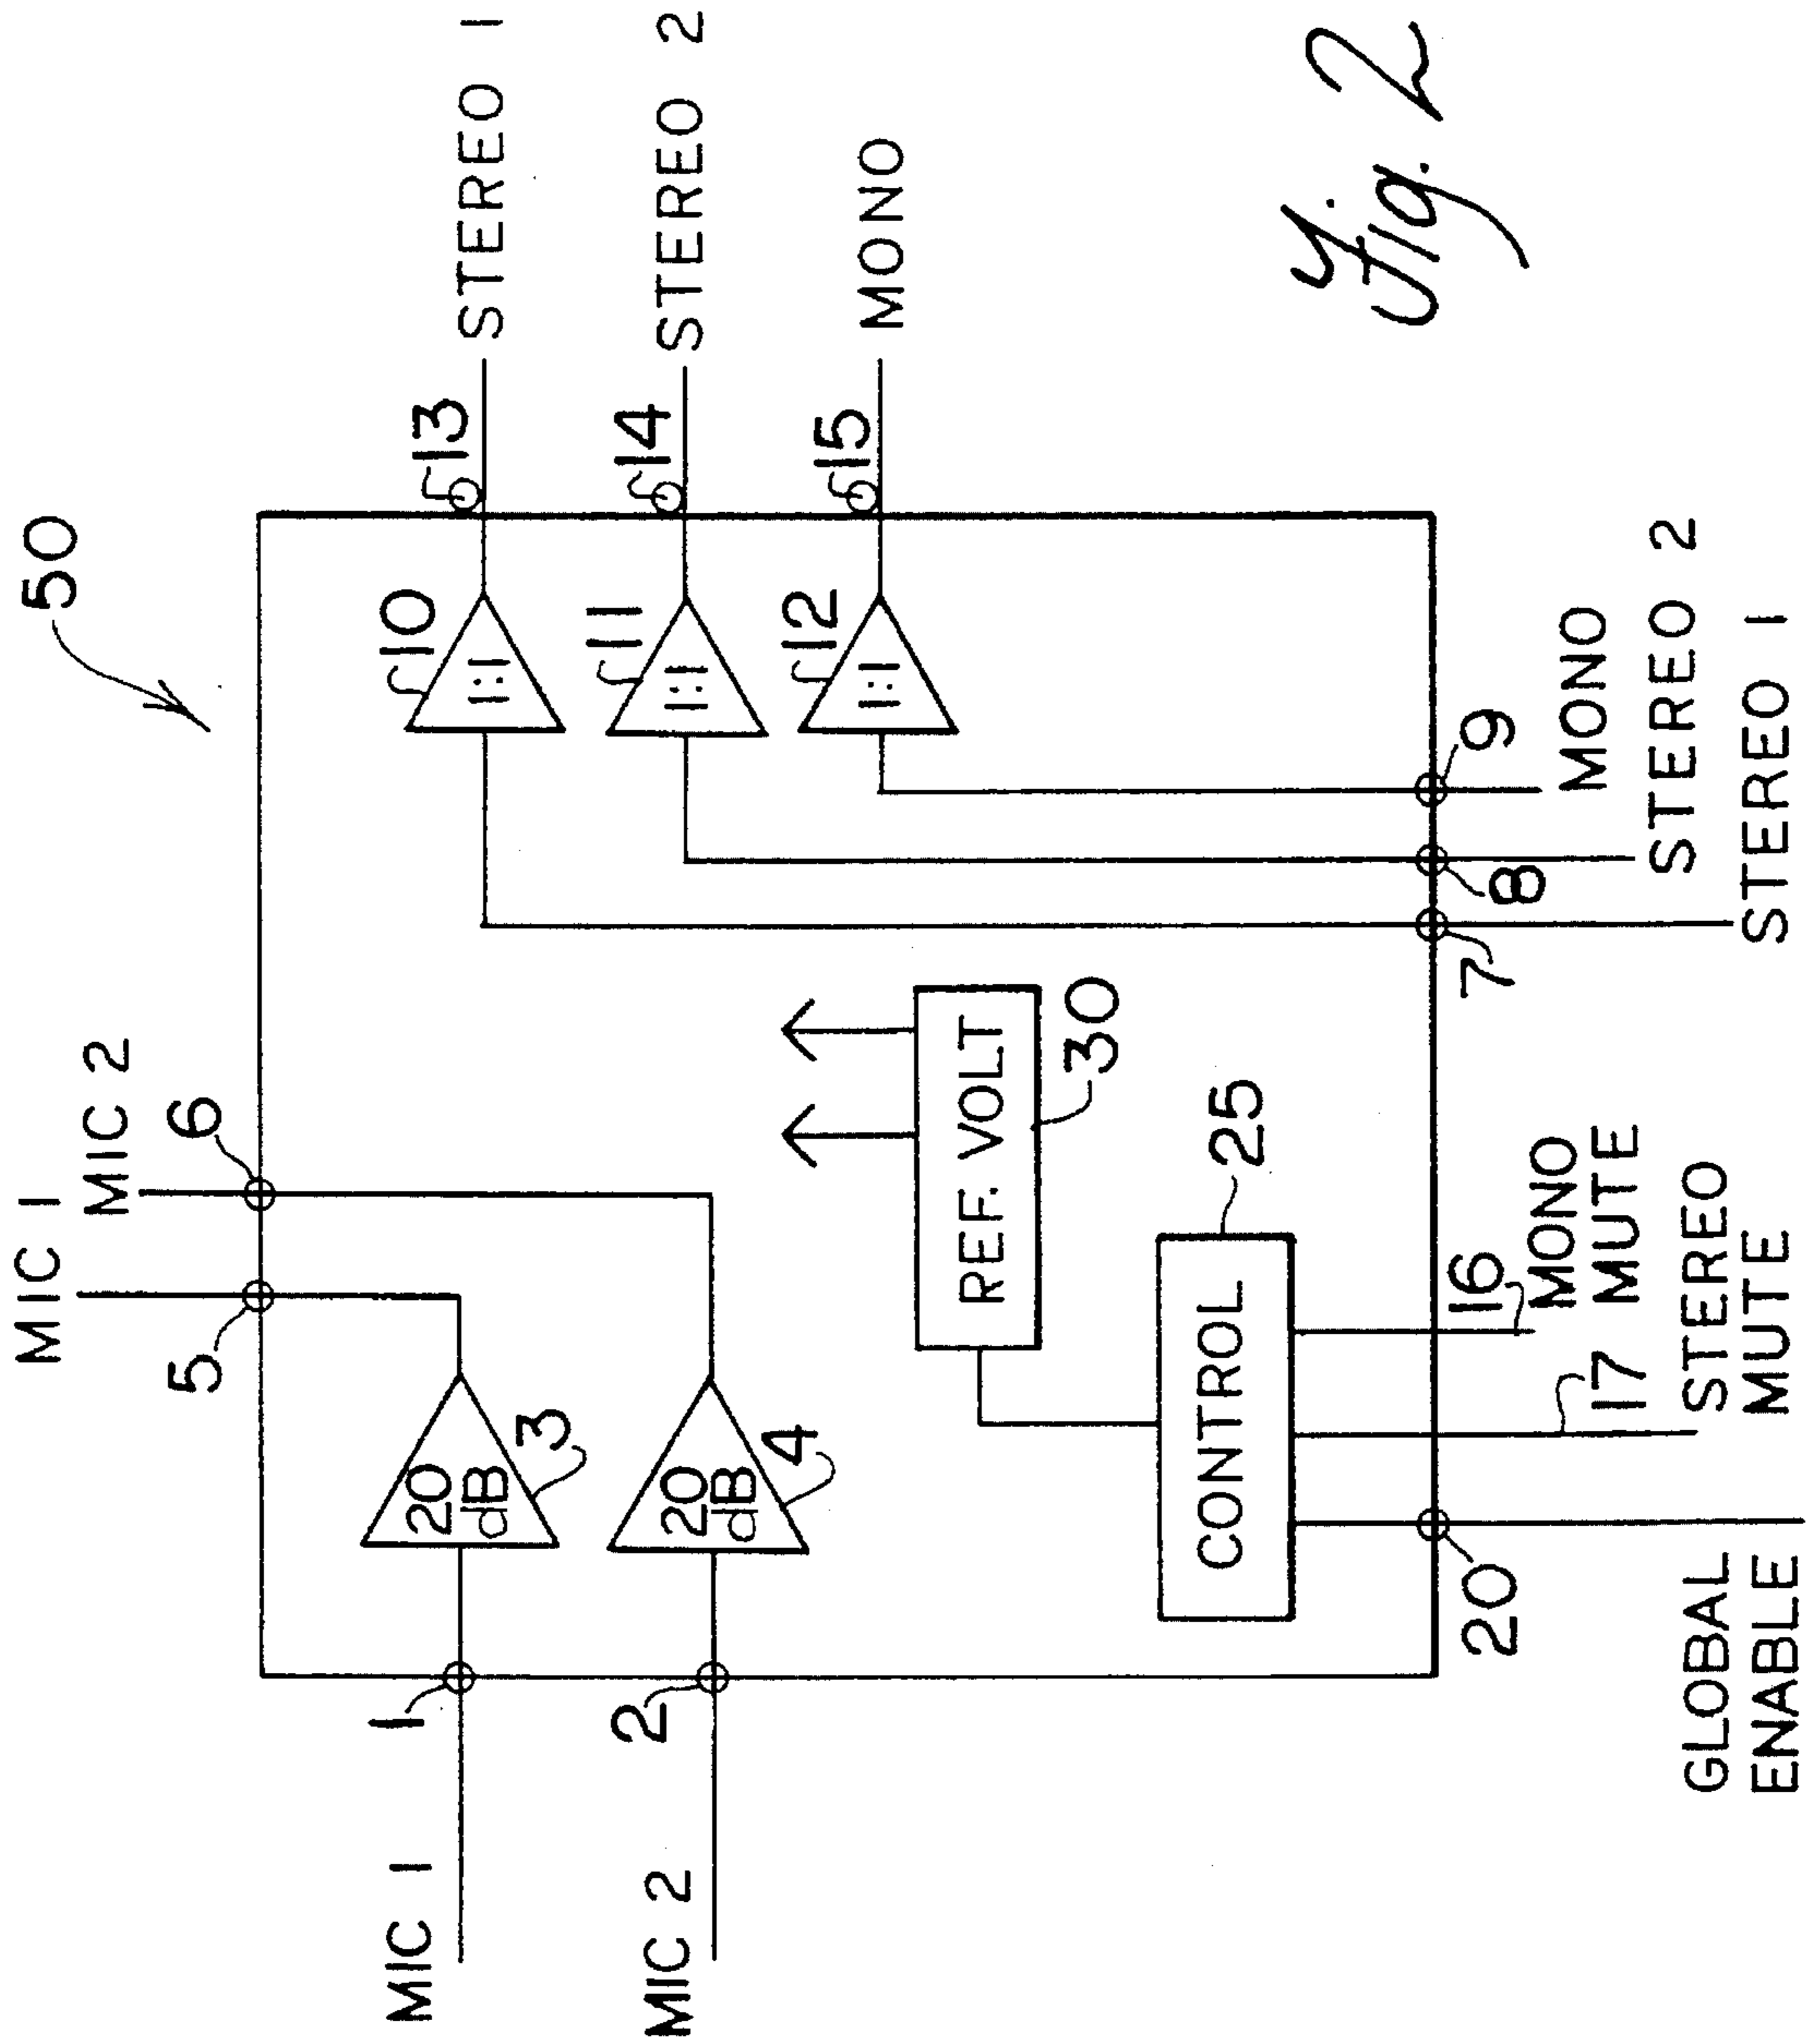 50
MIC 1
MIC 2
5
6
MIC 1
1
20
dB
3
10
1:1
13
STEREO 1
MIC 2
2
20
dB
4
11
1:1
14
STEREO 2
12
1:1
15
MONO
REF. VOLT
30
CONTROL
25
20
16
7
8
9
GLOBAL
ENABLE
17
STEREO
MUTE
MONO
MUTE
MONO
STEREO 2
STEREO 1
Fig. 2